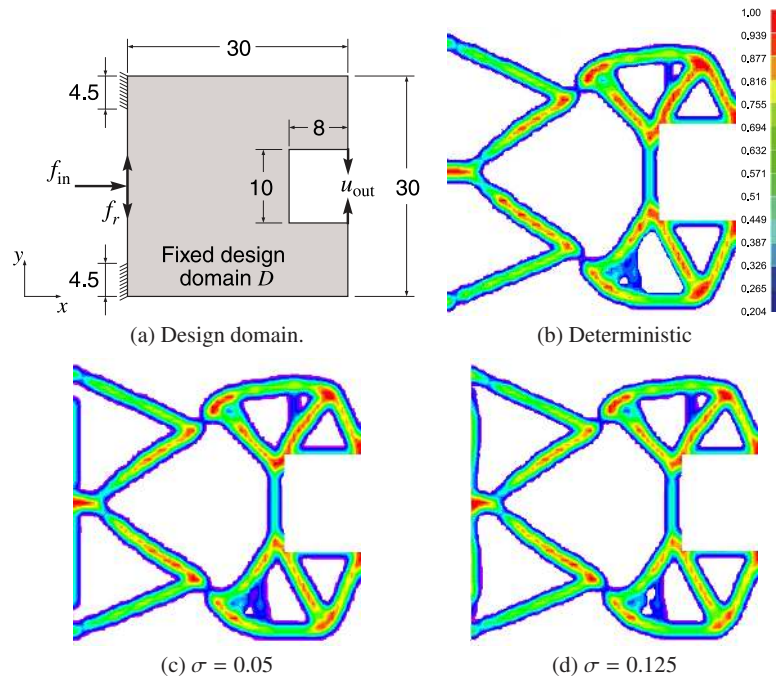 30
4.5
8
f_in
10
u_out
30
f_r
Fixed design
domain D
y
4.5
x
(a) Design domain.
1.00
0.939
0.877
0.816
0.755
0.694
0.632
0.571
0.51
0.449
0.387
0.326
0.265
0.204
(b) Deterministic
(c) σ = 0.05
(d) σ = 0.125